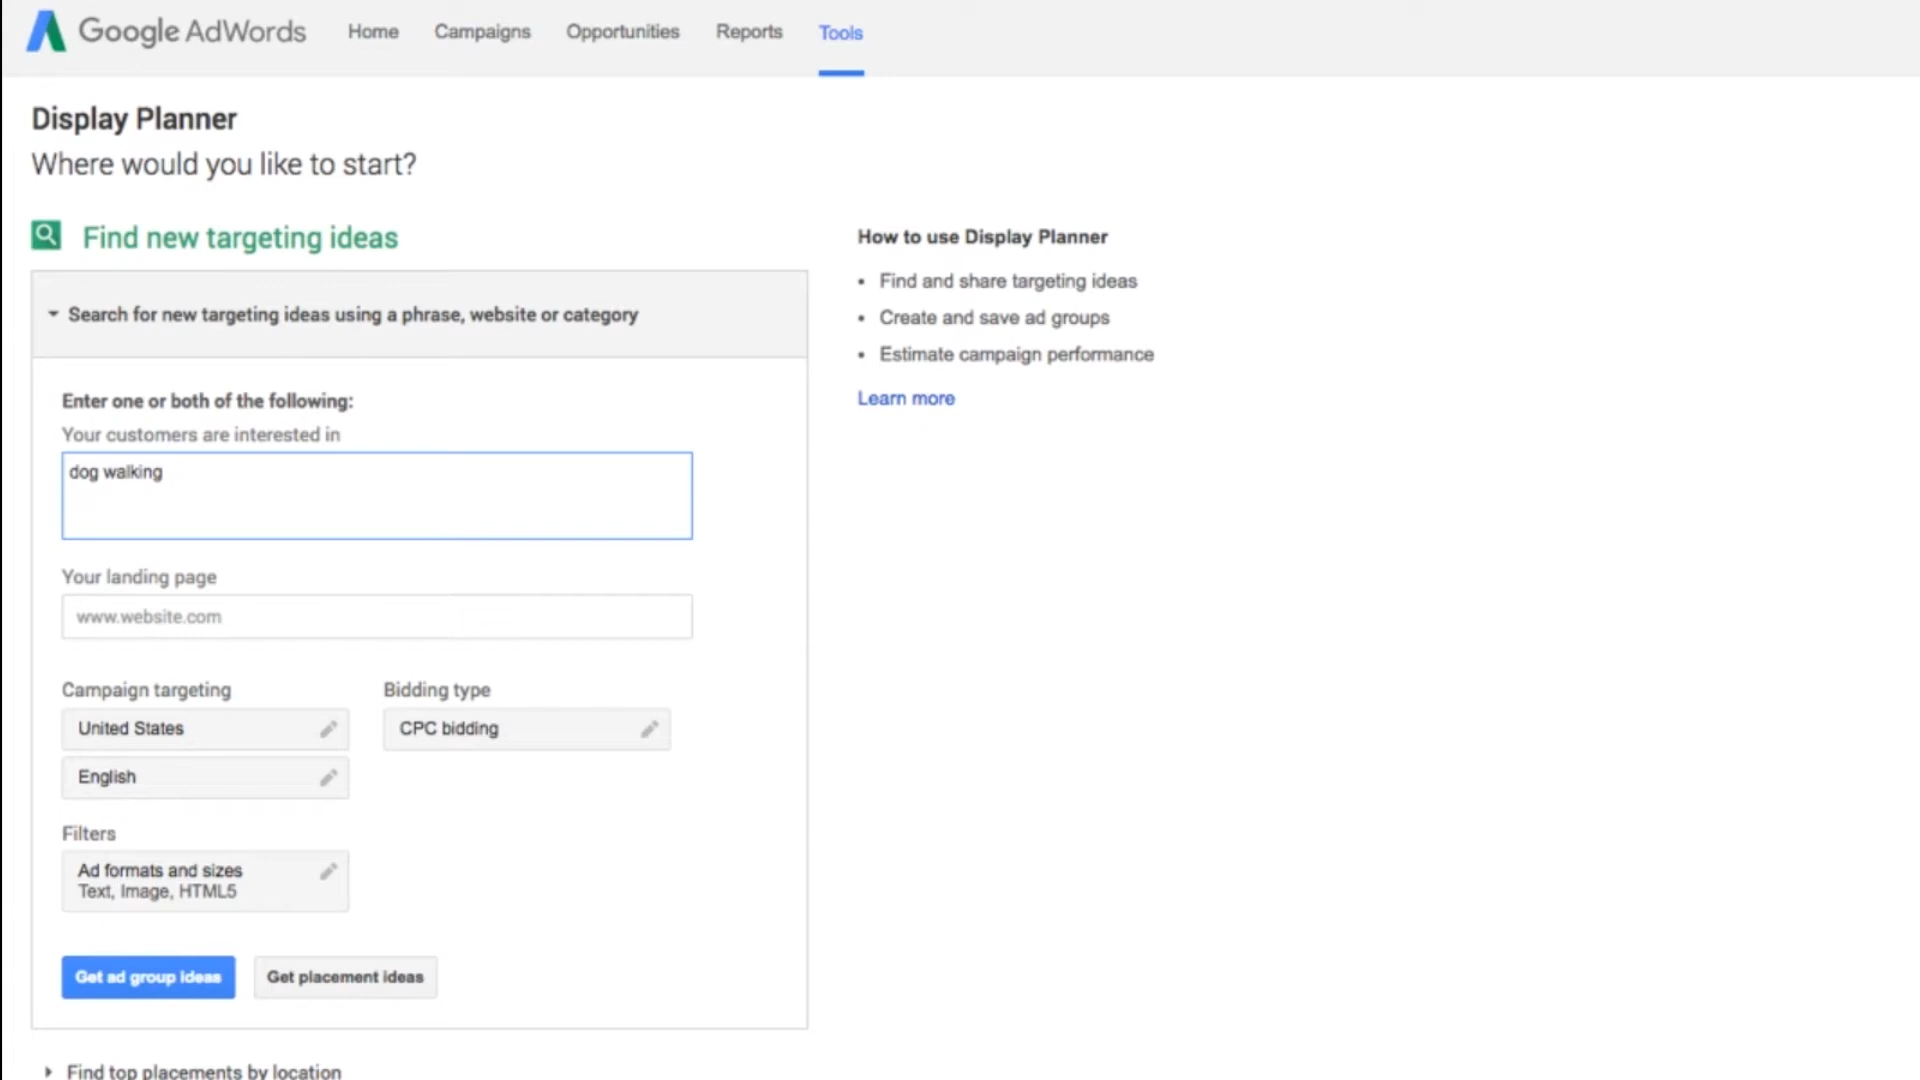 Google AdWords Home Campaigns Opportunities Reports Tools
Display Planner
Where would you like to start?
Find new targeting ideas
Search for new targeting ideas using a phrase, website or category
Enter one or both of the following:
Your customers are interested in
dog walking
Your landing page
www.website.com
Campaign targeting
United States
English
Bidding type
CPC bidding
Filters
Ad formats and sizes
Text, Image, HTML5
Get ad group ideas Get placement ideas
Find top placements by location
How to use Display Planner
• Find and share targeting ideas
• Create and save ad groups
• Estimate campaign performance
Learn more